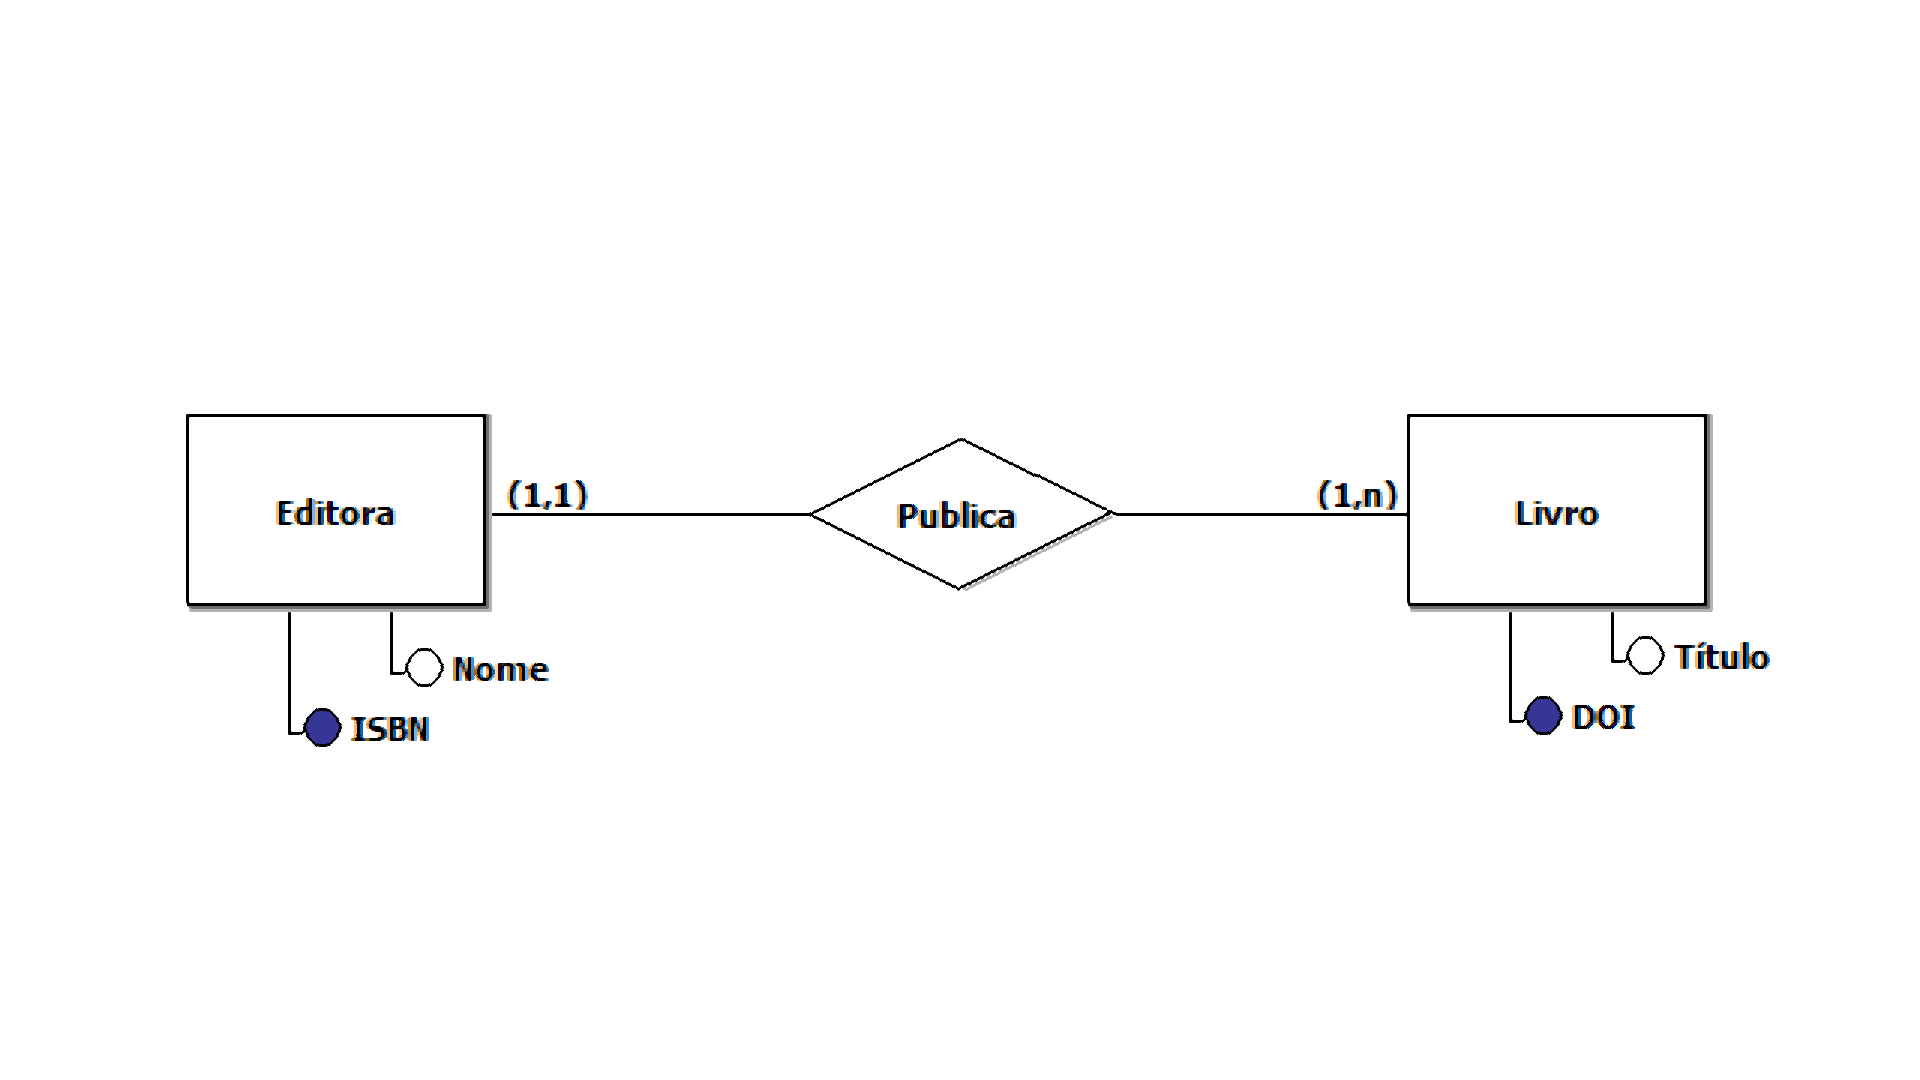 Editora
(1,1)
Publica
(1,n)
Livro
Nome
ISBN
Título
DOI